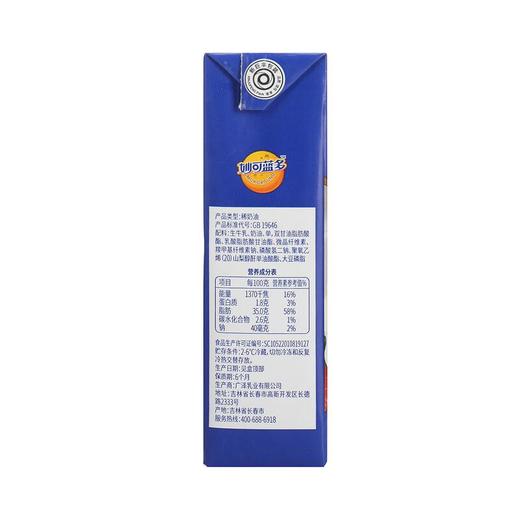 妙可蓝多
产品类型：稀奶油
产品标准代号：GB 19646
配料：生牛乳、奶油、单，双甘油脂肪酸
酯、乳酸脂肪酸甘油酯、微晶纤维素、
羧甲基纤维素钠、磷酸氢二钠、聚氧乙
烯（20）山梨醇酐单油酸酯、大豆磷脂
营养成分表
项目 每100克 营养素参考值%
能量 1370千焦 16%
蛋白质 1.8克 3%
脂肪 35.0克 58%
碳水化合物 2.6克 1%
钠 40毫克 2%
食品生产许可证编号：SC10522010819127
贮存条件：2-6℃冷藏，切勿冷冻和反复
冷热交替存放。
生产日期：见盒顶部
保质期：6个月
生产商：广泽乳业有限公司
地址：吉林省长春市高新开发区长德
路2333号
产地：吉林省长春市
服务热线：400-688-6918